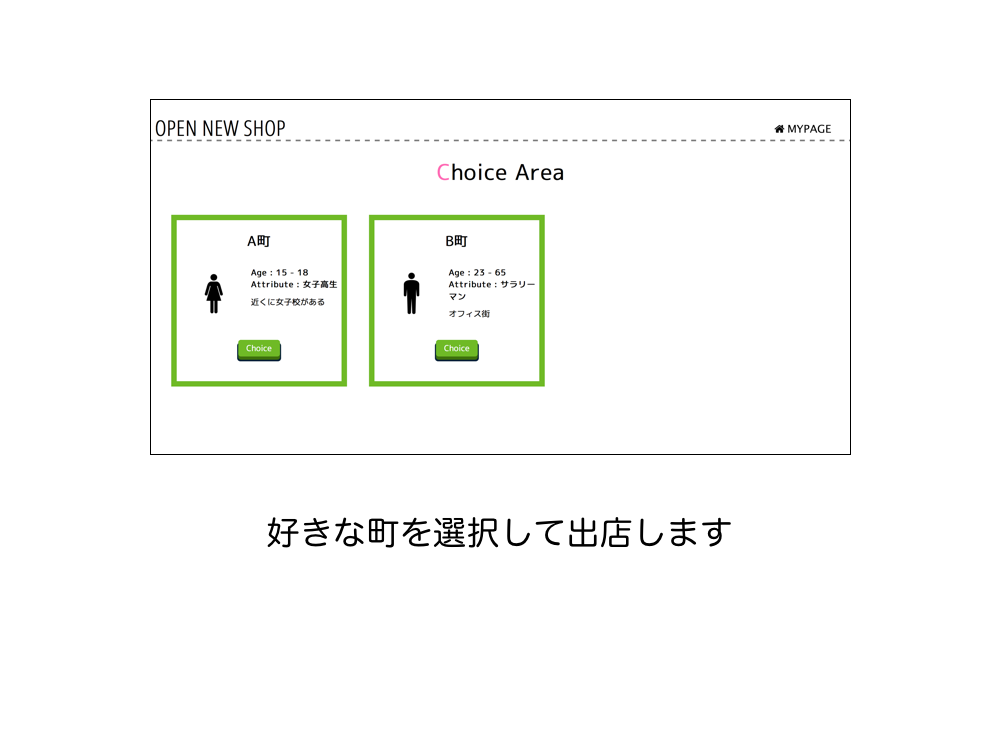 OPEN NEW SHOP
MYPAGE
Choice Area
A町
Age : 15 - 18
Attribute : 女子高生
近くに女子校がある
Choice
B町
Age : 23 - 65
Attribute : サラリー
マン
オフィス街
Choice
好きな町を選択して出店します